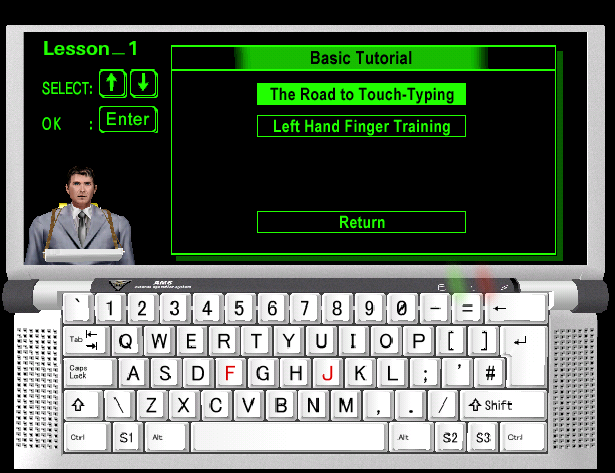 Lesson_1
Basic Tutorial
SELECT: ↑ ↓
The Road to Touch-Typing
OK : Enter
Left Hand Finger Training
Return
AMS
` 1 2 3 4 5 6 7 8 9 0 - = ←
Tab Q W E R T Y U I O P [ ]
Caps Lock A S D F G H J K L ; ' #
\ Z X C V B N M , . / Shift
Ctrl S1 Alt Alt S2 S3 Ctrl